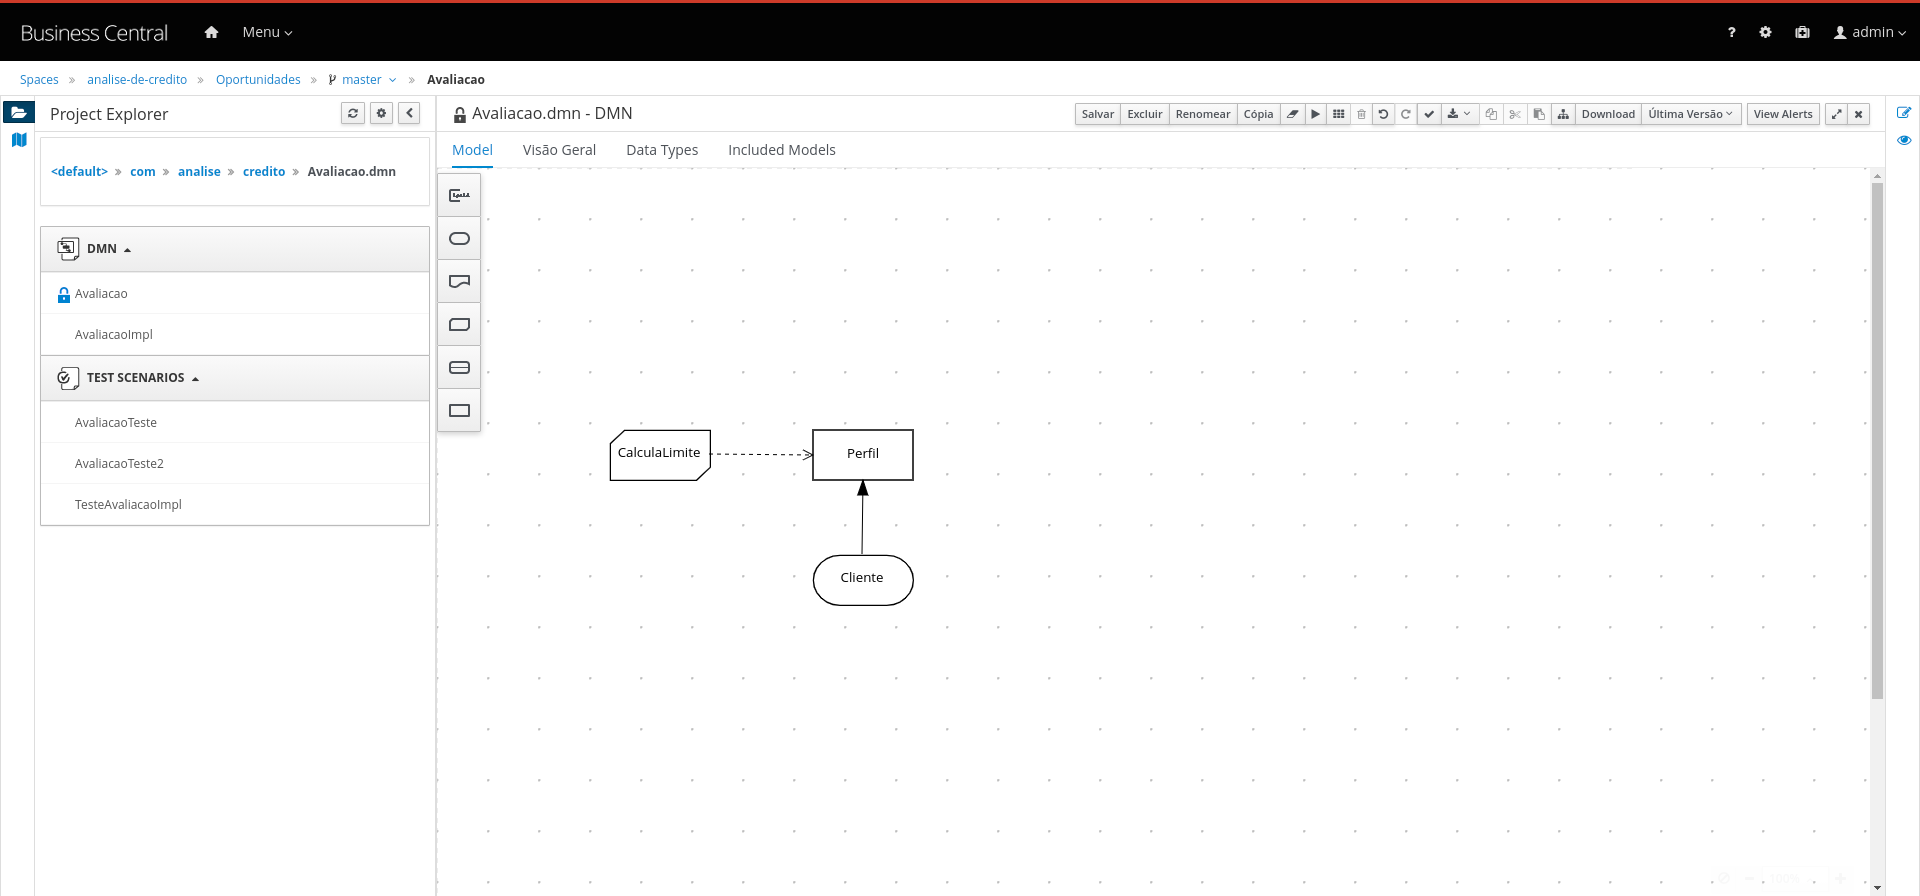 Business Central
Menu
admin
Spaces » analise-de-credito » Oportunidades » master » Avaliacao
Project Explorer
<default> » com » analise » credito » Avaliacao.dmn
DMN
Avaliacao
AvaliacaoImpl
TEST SCENARIOS
AvaliacaoTeste
AvaliacaoTeste2
TesteAvaliacaoImpl
Avaliacao.dmn - DMN
Salvar Excluir Renomear Cópia Download Última Versão View Alerts
Model Visão Geral Data Types Included Models
CalculaLimite
Perfil
Cliente